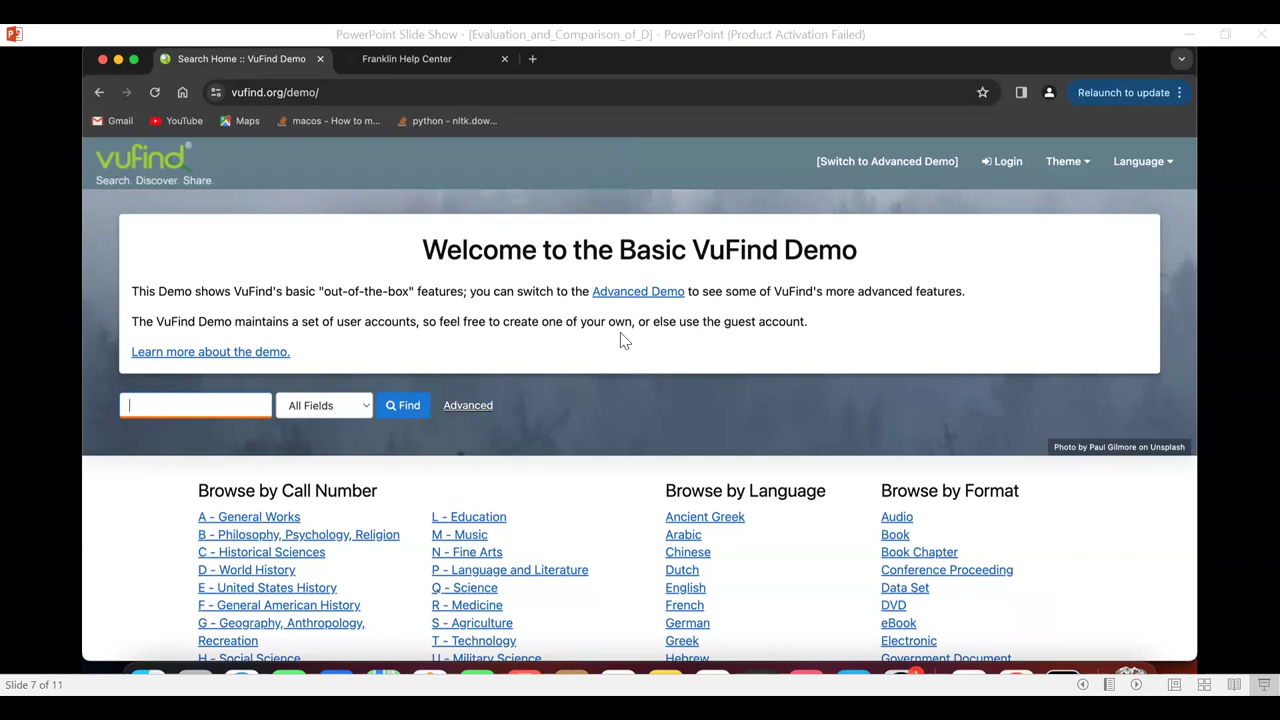 PowerPoint Slide Show - [Evaluation_and_Comparison_of_D] - PowerPoint (Product Activation Failed)
Search Home :: VuFind Demo
Franklin Help Center
vufind.org/demo/
Relaunch to update
Gmail
YouTube
Maps
macos - How to m...
python - nltk.dow...
vufind®
Search. Discover. Share.
[Switch to Advanced Demo]
Login
Theme
Language
Welcome to the Basic VuFind Demo
This Demo shows VuFind's basic "out-of-the-box" features; you can switch to the Advanced Demo to see some of VuFind's more advanced features.
The VuFind Demo maintains a set of user accounts, so feel free to create one of your own, or else use the guest account.
Learn more about the demo.
All Fields
Find
Advanced
Photo by Paul Gilmore on Unsplash
Browse by Call Number
A - General Works
B - Philosophy, Psychology, Religion
C - Historical Sciences
D - World History
E - United States History
F - General American History
G - Geography, Anthropology,
Recreation
H - Social Science
L - Education
M - Music
N - Fine Arts
P - Language and Literature
Q - Science
R - Medicine
S - Agriculture
T - Technology
U - Military Science
Browse by Language
Ancient Greek
Arabic
Chinese
Dutch
English
French
German
Greek
Hebrew
Browse by Format
Audio
Book
Book Chapter
Conference Proceeding
Data Set
DVD
eBook
Electronic
Government Document
Slide 7 of 11